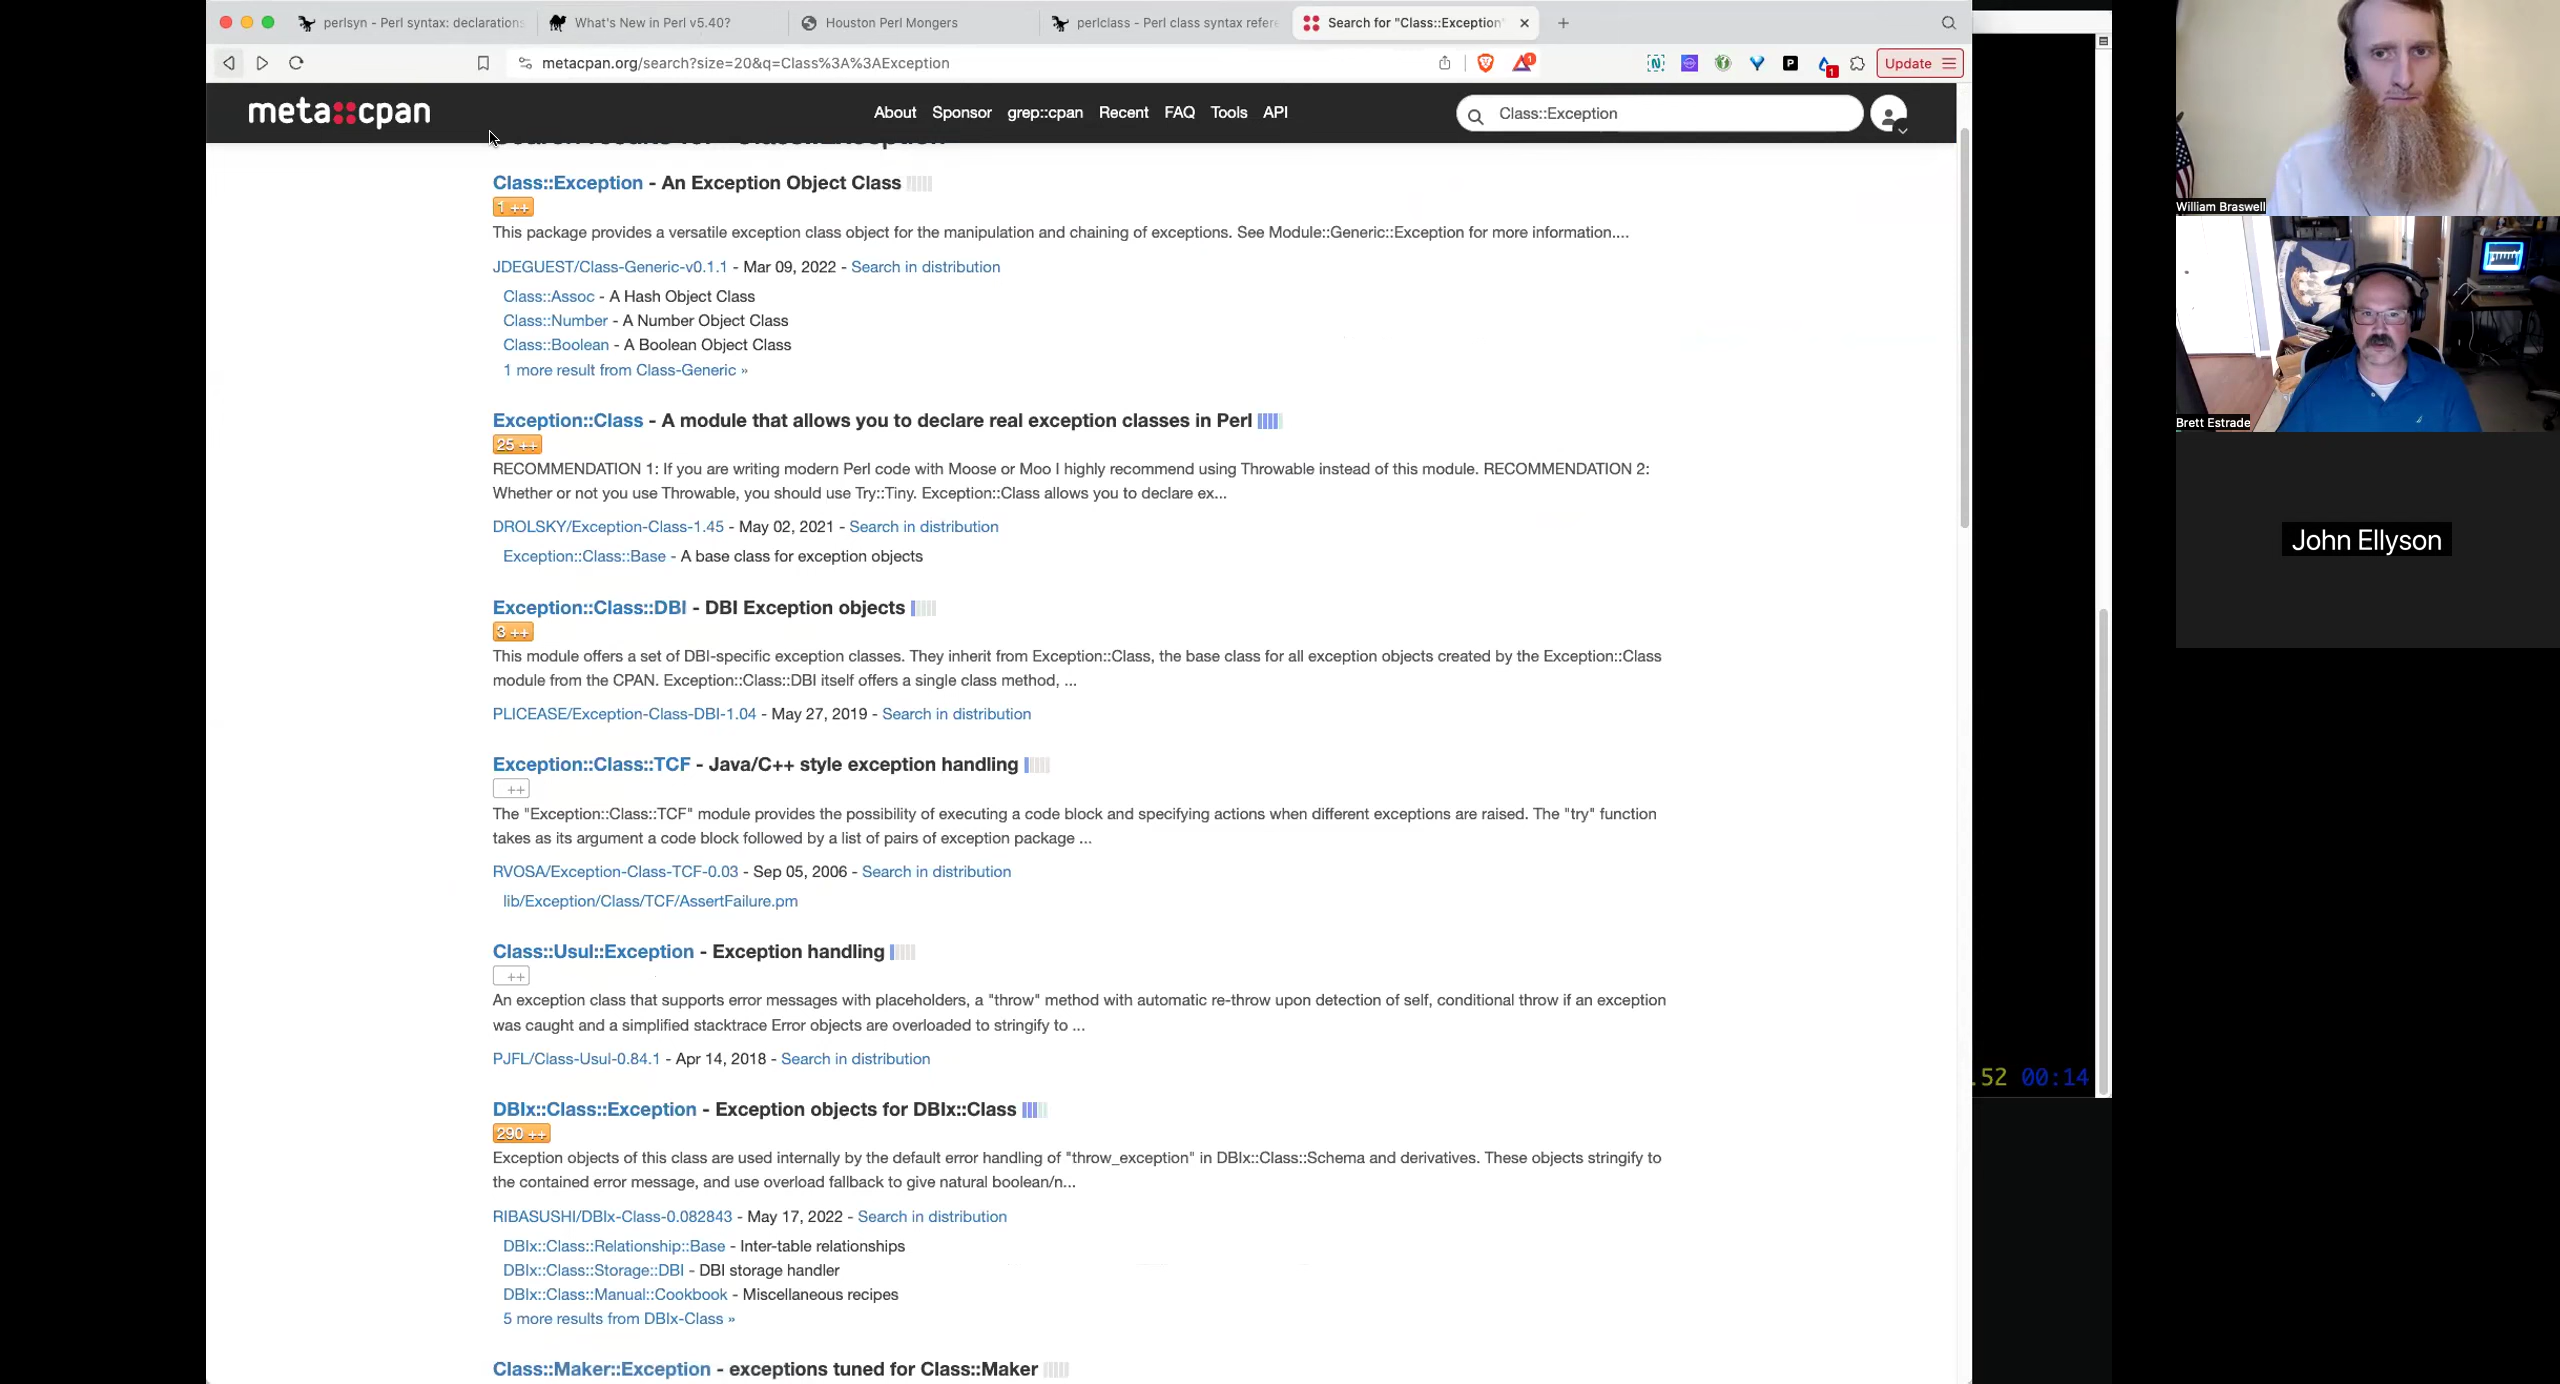 perlsyn - Perl syntax: declarations
What's New in Perl v5.40?
Houston Perl Mongers
perlclass - Perl class syntax refere
Search for "Class::Exception"
metacpan.org/search?size=20&q=Class%3A%3AException
1
1
Update
meta::cpan
About Sponsor grep::cpan Recent FAQ Tools API
Class::Exception
Class::Exception - An Exception Object Class
1 ++
This package provides a versatile exception class object for the manipulation and chaining of exceptions. See Module::Generic::Exception for more information....
JDEGUEST/Class-Generic-v0.1.1 - Mar 09, 2022 - Search in distribution
Class::Assoc - A Hash Object Class
Class::Number - A Number Object Class
Class::Boolean - A Boolean Object Class
1 more result from Class-Generic »
Exception::Class - A module that allows you to declare real exception classes in Perl
25 ++
RECOMMENDATION 1: If you are writing modern Perl code with Moose or Moo I highly recommend using Throwable instead of this module. RECOMMENDATION 2:
Whether or not you use Throwable, you should use Try::Tiny. Exception::Class allows you to declare ex...
DROLSKY/Exception-Class-1.45 - May 02, 2021 - Search in distribution
Exception::Class::Base - A base class for exception objects
Exception::Class::DBI - DBI Exception objects
3 ++
This module offers a set of DBI-specific exception classes. They inherit from Exception::Class, the base class for all exception objects created by the Exception::Class
module from the CPAN. Exception::Class::DBI itself offers a single class method, ...
PLICEASE/Exception-Class-DBI-1.04 - May 27, 2019 - Search in distribution
Exception::Class::TCF - Java/C++ style exception handling
++
The "Exception::Class::TCF" module provides the possibility of executing a code block and specifying actions when different exceptions are raised. The "try" function
takes as its argument a code block followed by a list of pairs of exception package ...
RVOSA/Exception-Class-TCF-0.03 - Sep 05, 2006 - Search in distribution
lib/Exception/Class/TCF/AssertFailure.pm
Class::Usul::Exception - Exception handling
++
An exception class that supports error messages with placeholders, a "throw" method with automatic re-throw upon detection of self, conditional throw if an exception
was caught and a simplified stacktrace Error objects are overloaded to stringify to ...
PJFL/Class-Usul-0.84.1 - Apr 14, 2018 - Search in distribution
DBIx::Class::Exception - Exception objects for DBIx::Class
290 ++
Exception objects of this class are used internally by the default error handling of "throw_exception" in DBIx::Class::Schema and derivatives. These objects stringify to
the contained error message, and use overload fallback to give natural boolean/n...
RIBASUSHI/DBIx-Class-0.082843 - May 17, 2022 - Search in distribution
DBIx::Class::Relationship::Base - Inter-table relationships
DBIx::Class::Storage::DBI - DBI storage handler
DBIx::Class::Manual::Cookbook - Miscellaneous recipes
5 more results from DBIx-Class »
Class::Maker::Exception - exceptions tuned for Class::Maker
.52 00:14
William Braswell
Brett Estrade
John Ellyson